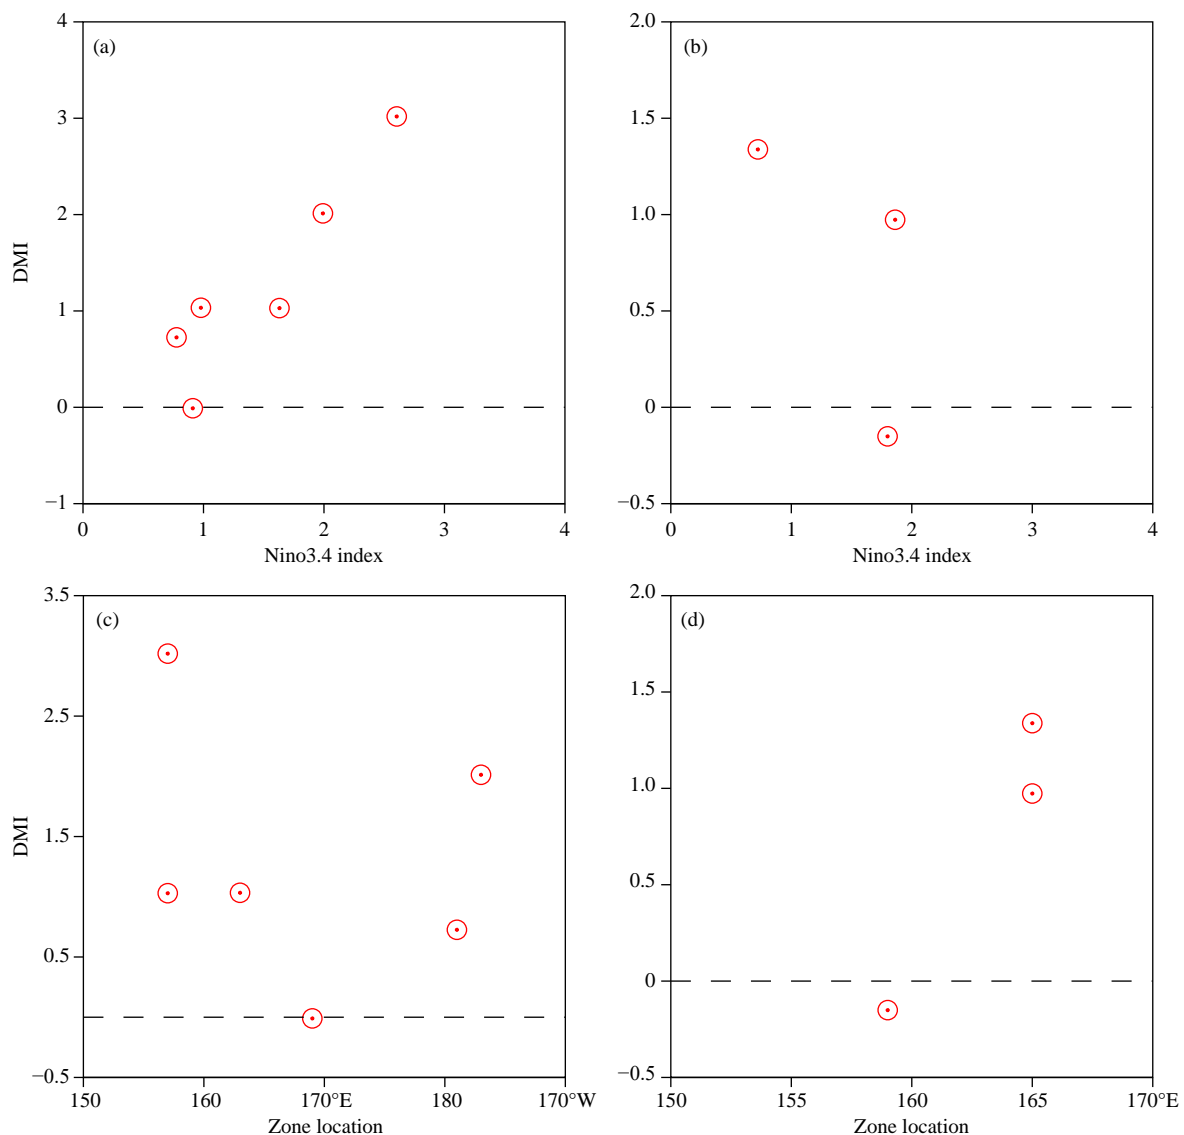 4
(a)
3
2
1
0
−1
DMI
0 1 2 3 4
Nino3.4 index
2.0
(b)
1.5
1.0
0.5
0
−0.5
0 1 2 3 4
Nino3.4 index
3.5
(c)
2.5
1.5
0.5
−0.5
DMI
150 160 170°E 180 170°W
Zone location
2.0
(d)
1.5
1.0
0.5
0
−0.5
150 155 160 165 170°E
Zone location